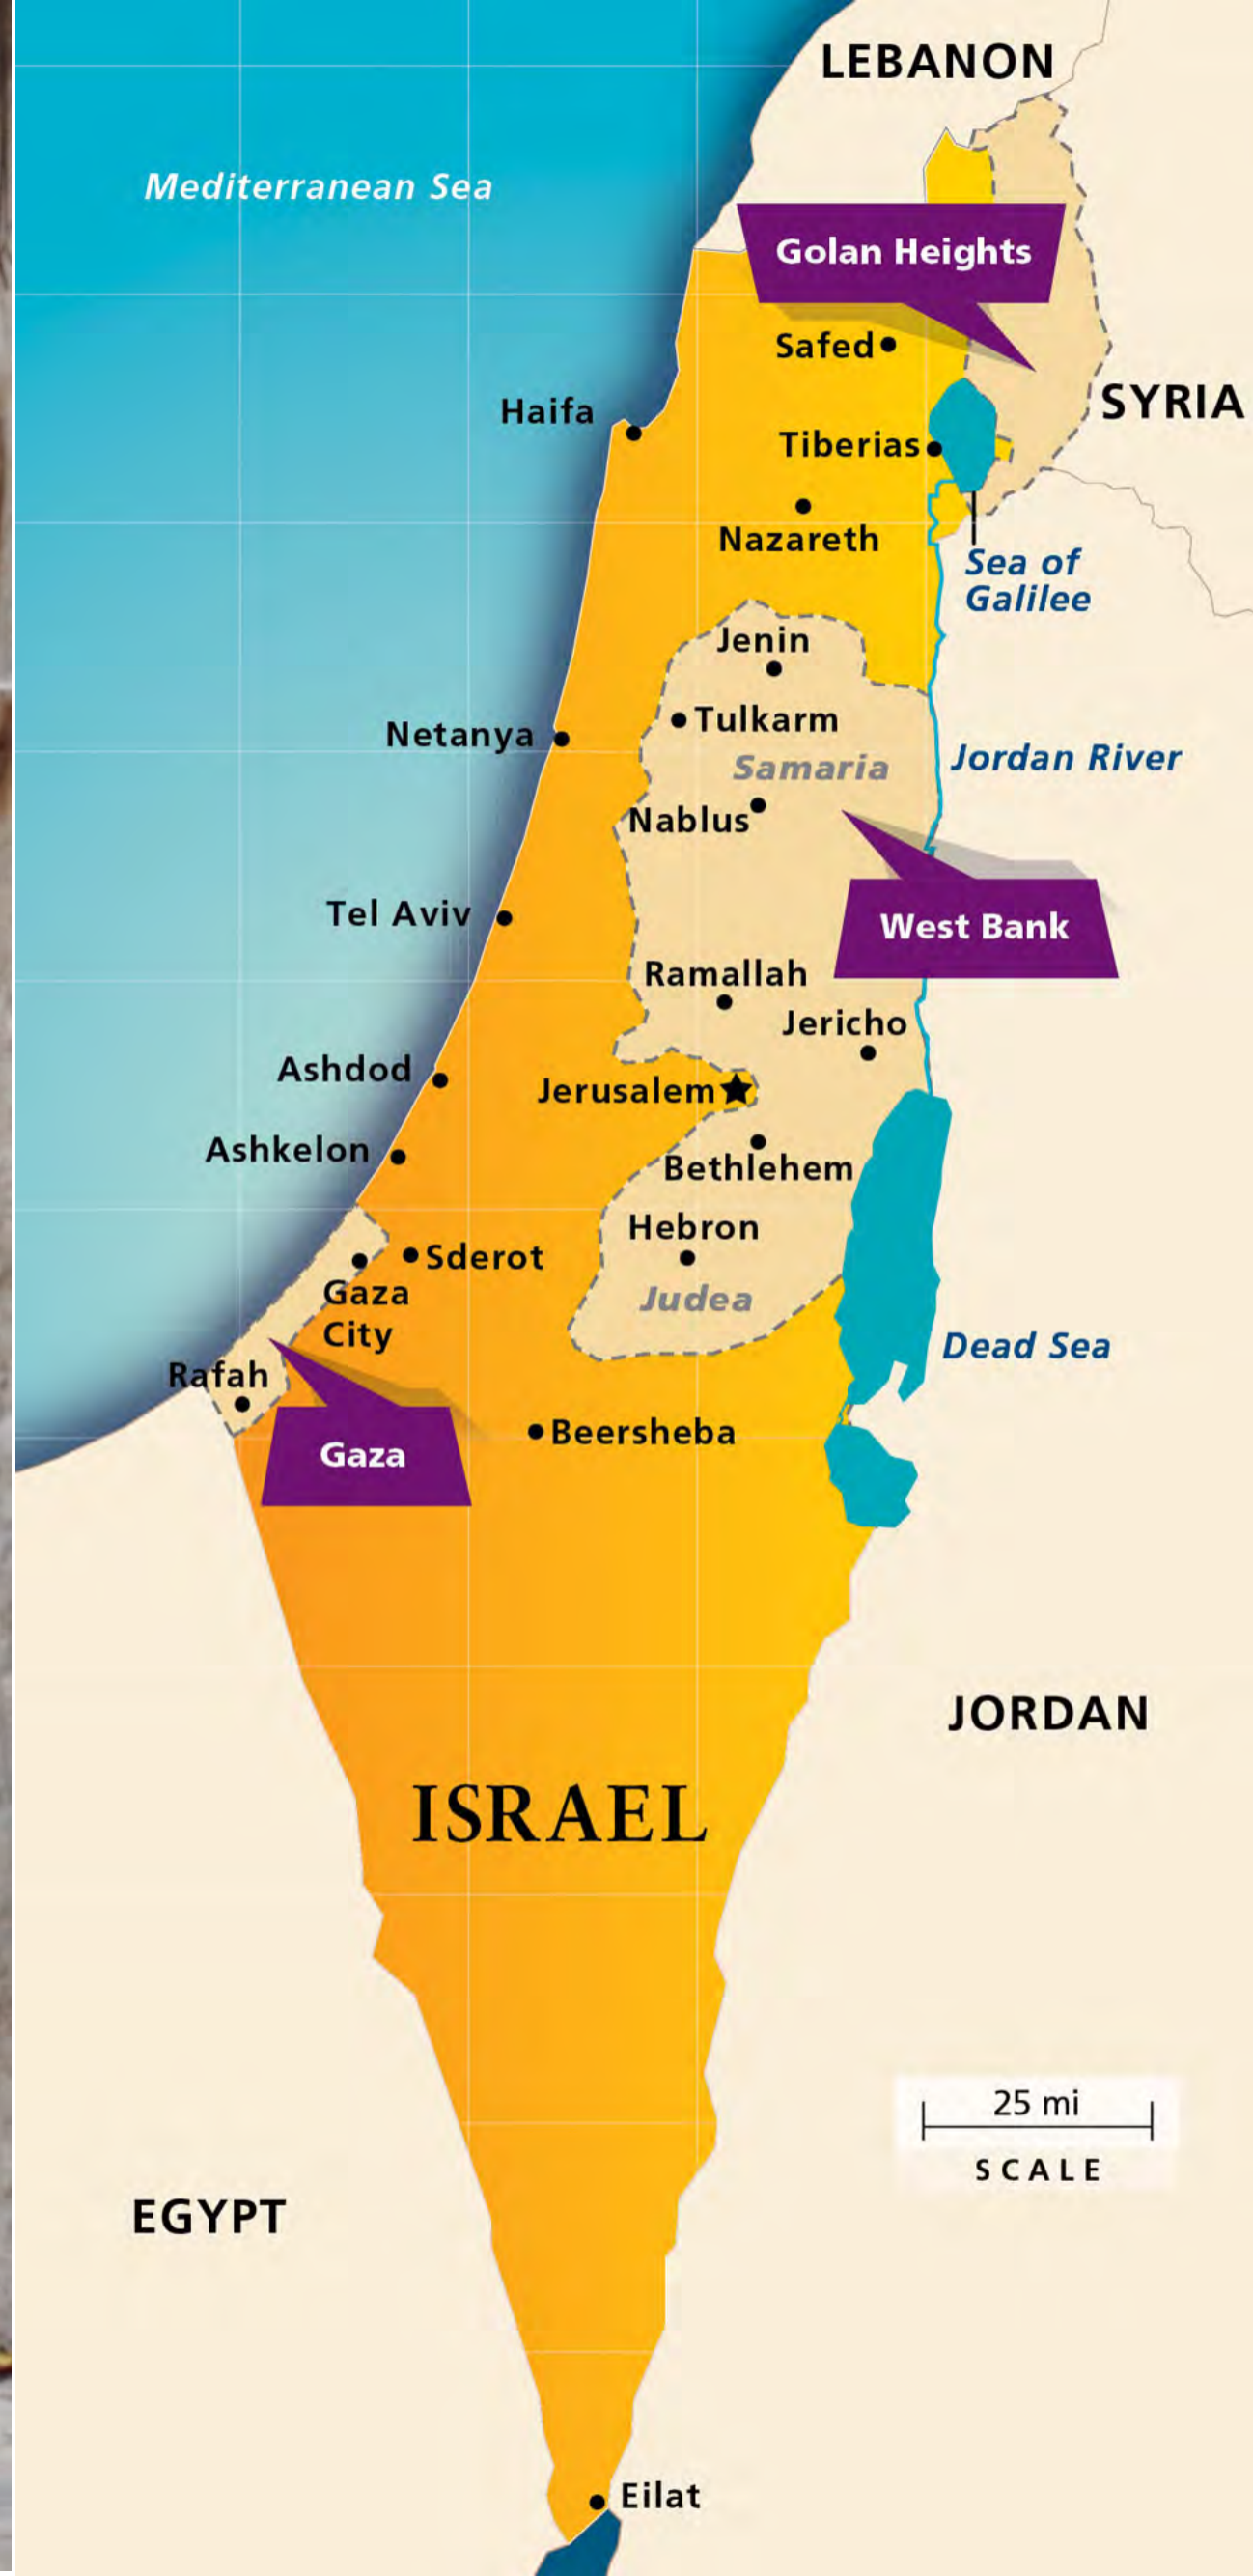 LEBANON
Mediterranean Sea
Golan Heights
Safed
SYRIA
Haifa
Tiberias
Nazareth
Sea of
Galilee
Jenin
Tulkarm
Netanya
Samaria
Jordan River
Nablus
Tel Aviv
West Bank
Ramallah
Jericho
Ashdod
Jerusalem
Ashkelon
Bethlehem
Hebron
Sderot
Gaza
City
Judea
Dead Sea
Rafah
Beersheba
Gaza
JORDAN
ISRAEL
25 mi
SCALE
EGYPT
Eilat